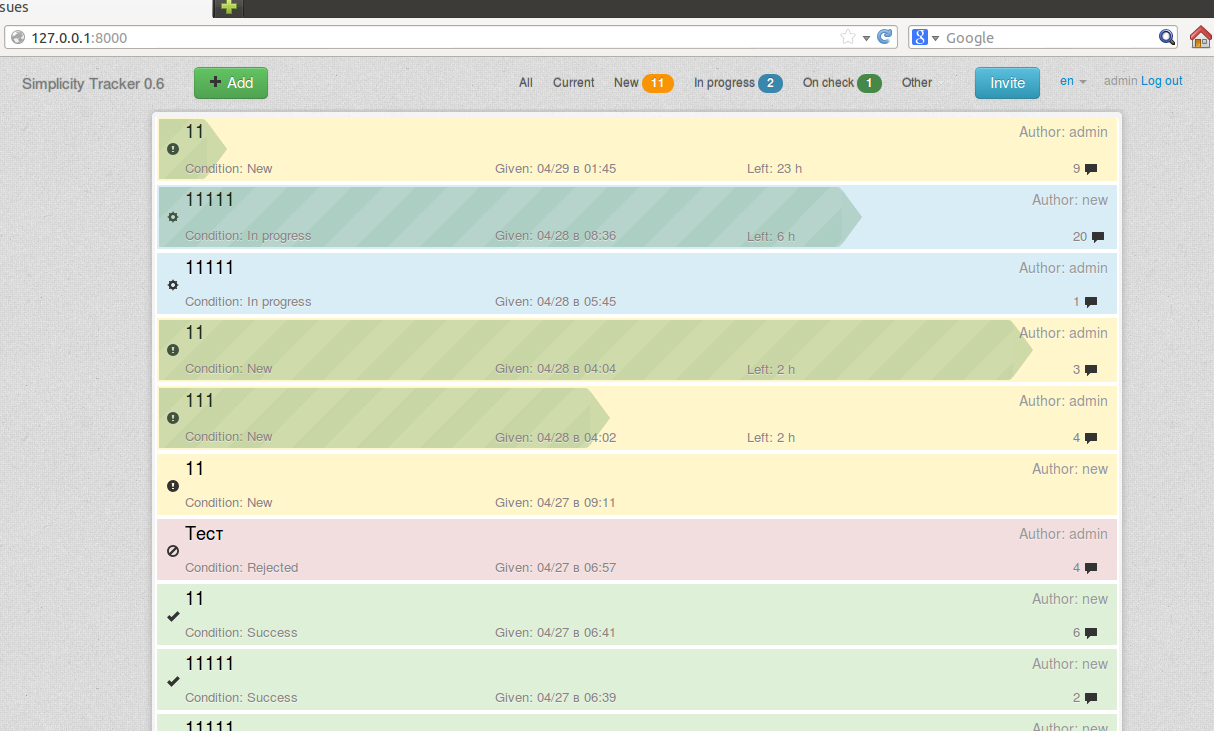 sues
127.0.0.1:8000
Google
Simplicity Tracker 0.6
Add
All
Current
New 11
In progress 2
On check 1
Other
Invite
en
admin Log out
11
Author: admin
Condition: New
Given: 04/29 в 01:45
Left: 23 h
9
11111
Author: new
Condition: In progress
Given: 04/28 в 08:36
Left: 6 h
20
11111
Author: admin
Condition: In progress
Given: 04/28 в 05:45
1
11
Author: admin
Condition: New
Given: 04/28 в 04:04
Left: 2 h
3
111
Author: admin
Condition: New
Given: 04/28 в 04:02
Left: 2 h
4
11
Author: new
Condition: New
Given: 04/27 в 09:11
Тест
Author: admin
Condition: Rejected
Given: 04/27 в 06:57
4
11
Author: new
Condition: Success
Given: 04/27 в 06:41
6
11111
Author: new
Condition: Success
Given: 04/27 в 06:39
2
11111
Author: new